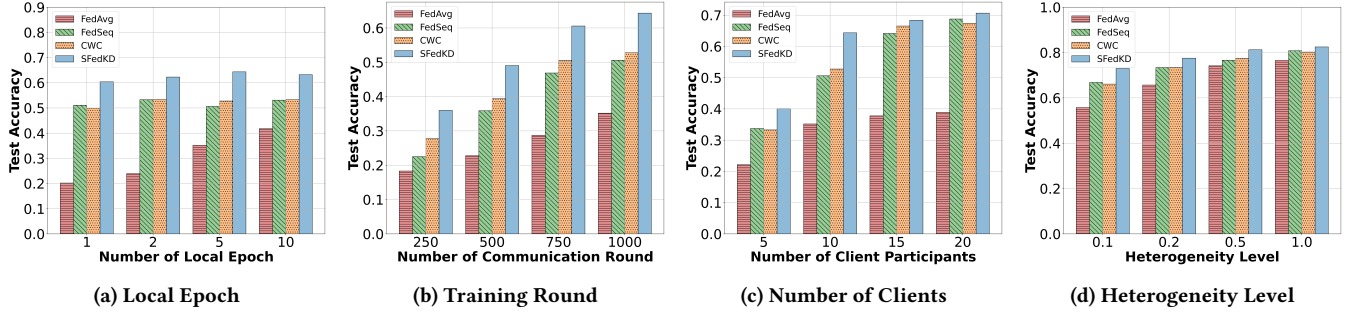 Test Accuracy
0.9
0.8
0.7
0.6
0.5
0.4
0.3
0.2
0.1
0.0
FedAvg
FedSeq
CWC
SFedKD
1 2 5 10
Number of Local Epoch
(a) Local Epoch
Test Accuracy
0.6
0.5
0.4
0.3
0.2
0.1
0.0
FedAvg
FedSeq
CWC
SFedKD
250 500 750 1000
Number of Communication Round
(b) Training Round
Test Accuracy
0.7
0.6
0.5
0.4
0.3
0.2
0.1
0.0
FedAvg
FedSeq
CWC
SFedKD
5 10 15 20
Number of Client Participants
(c) Number of Clients
Test Accuracy
1.0
0.8
0.6
0.4
0.2
0.0
FedAvg
FedSeq
CWC
SFedKD
0.1 0.2 0.5 1.0
Heterogeneity Level
(d) Heterogeneity Level